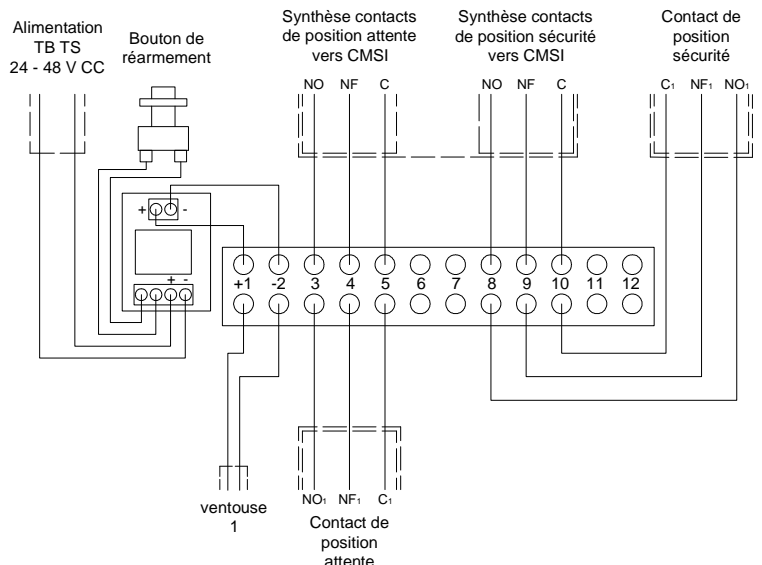 Alimentation
TB TS
24 - 48 V CC
Bouton de
réarmement
Synthèse contacts
de position attente
vers CMSI
Synthèse contacts
de position sécurité
vers CMSI
Contact de
position
sécurité
NO NF C
NO NF C
C1 NF1 NO1
+ -
+ -
+1 -2 3 4 5 6 7 8 9 10 11 12
ventouse
1
NO1 NF1 C1
Contact de
position
attente